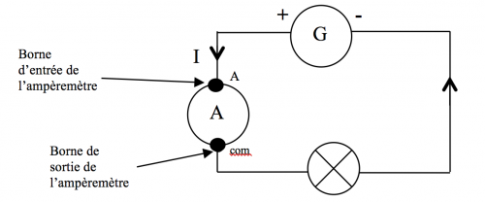 + G -
Borne
d'entrée de
l'ampèremètre
I
A
A
Borne de
sortie de
l'ampèremètre
com